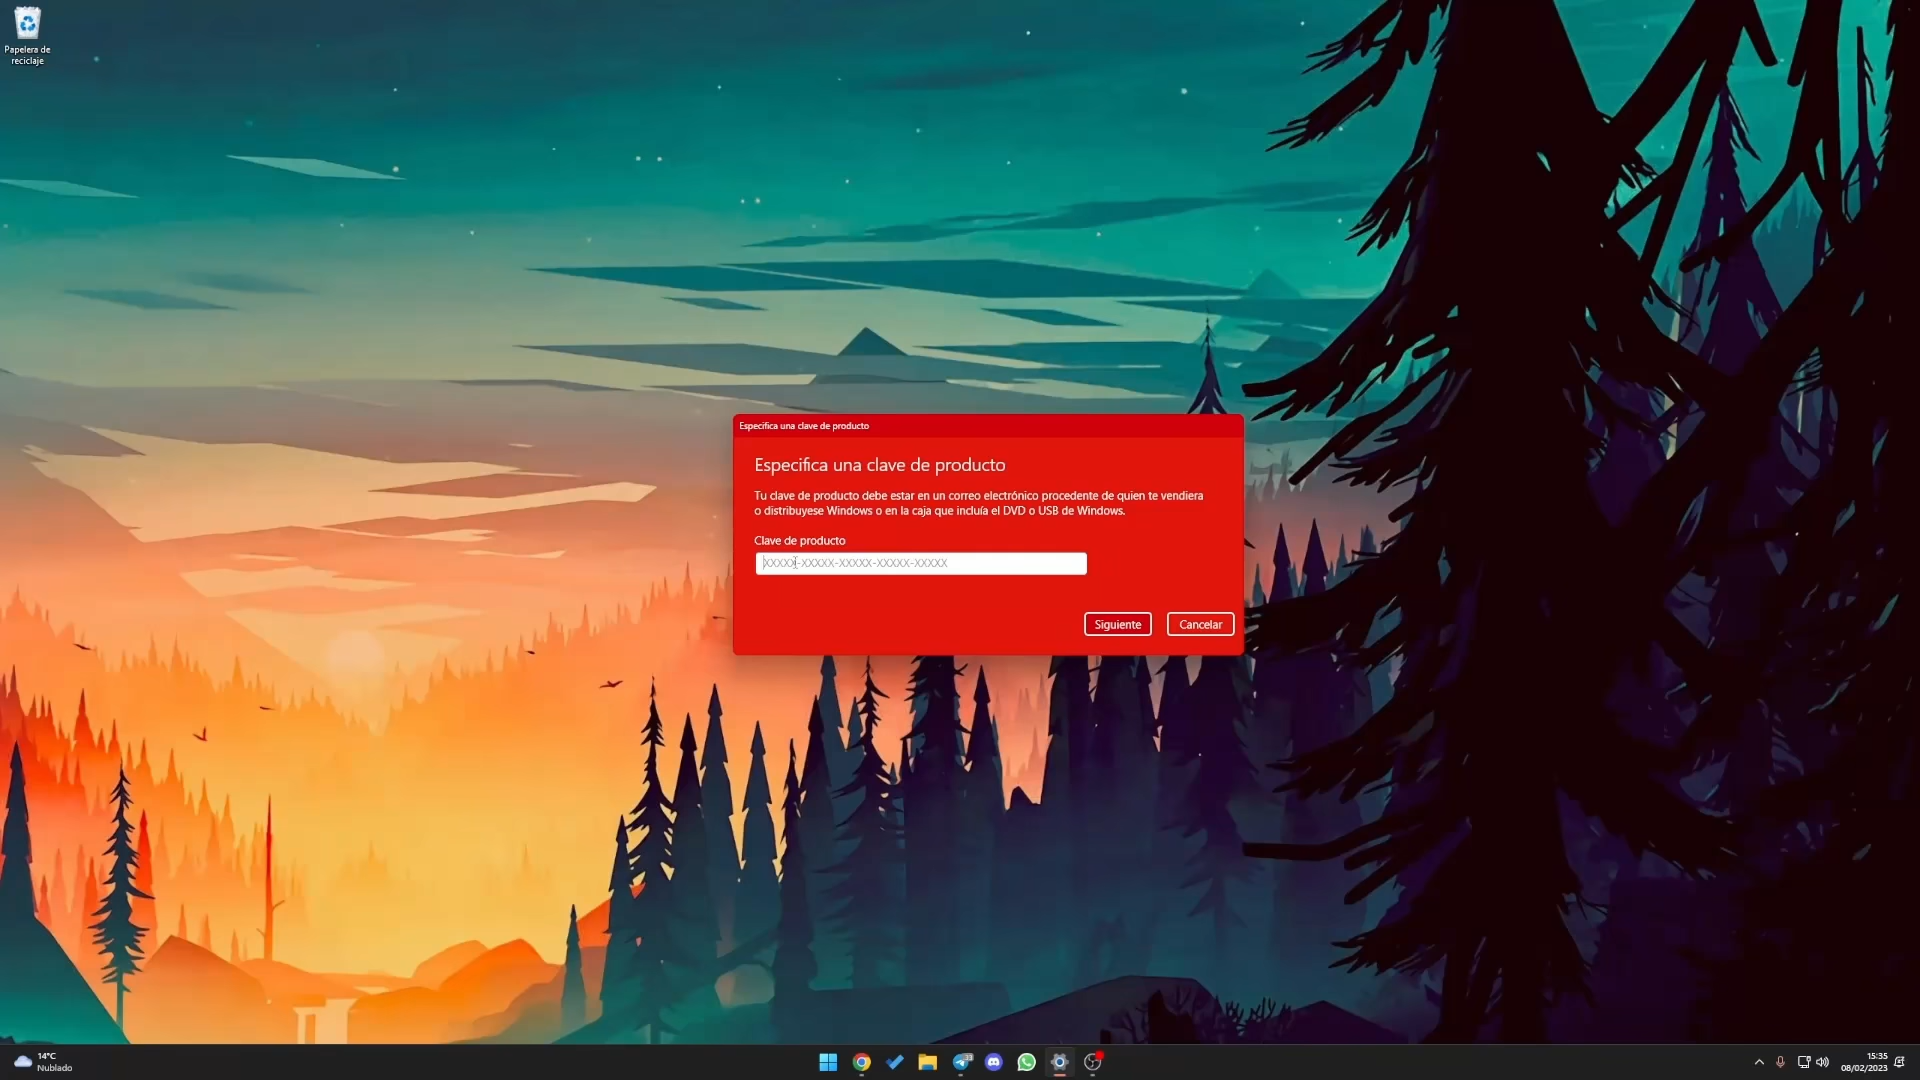 Papelera de
reciclaje
Especifica una clave de producto
Especifica una clave de producto
Tu clave de producto debe estar en un correo electrónico procedente de quien te vendiera
o distribuyese Windows o en la caja que incluía el DVD o USB de Windows.
Clave de producto
XXXXX-XXXXX-XXXXX-XXXXX-XXXXX
Siguiente
Cancelar
14°C
Nublado
15:35
08/02/2023